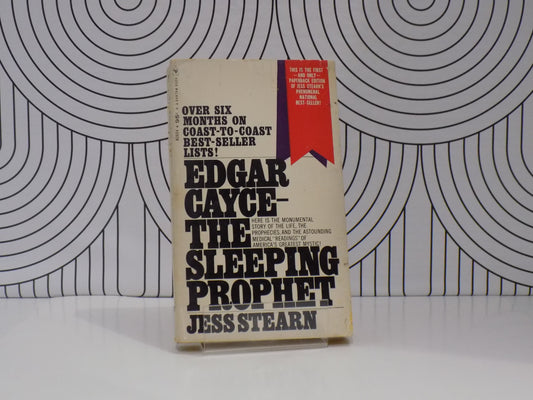 THIS IS THE FIRST
—AND ONLY—
PAPERBACK EDITION
OF JESS STEARN'S
PHENOMENAL
NATIONAL
BEST-SELLER!
OVER SIX
MONTHS ON
COAST-TO-COAST
BEST-SELLER
LISTS!
EDGAR
CAYCE—
THE
HERE IS THE MONUMENTAL
STORY OF THE LIFE, THE
PROPHECIES, AND THE ASTOUNDING
MEDICAL "READINGS" OF
AMERICA'S GREATEST MYSTIC!
SLEEPING
PROPHET
JESS STEARN